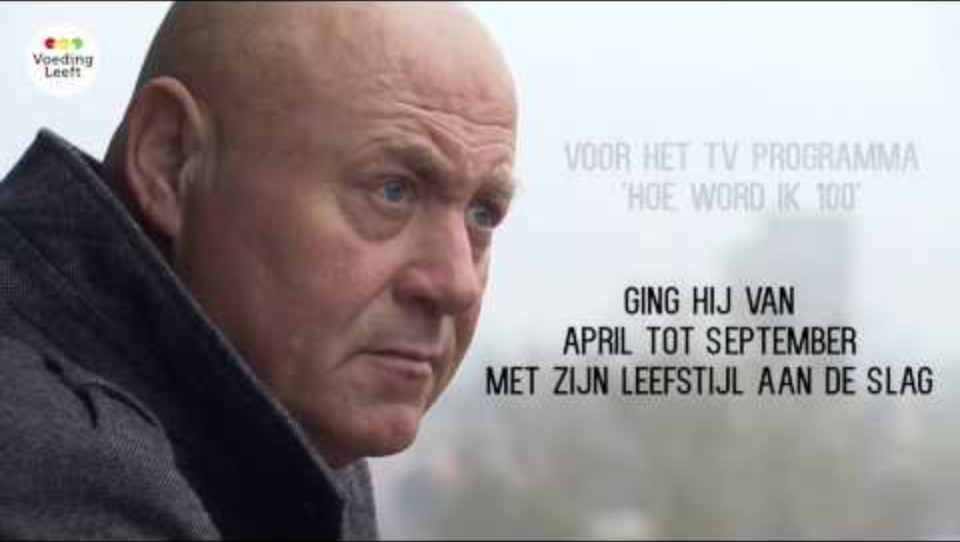 Voeding
Leeft
VOOR HET TV PROGRAMMA
'HOE WORD IK 100'
GING HIJ VAN
APRIL TOT SEPTEMBER
MET ZIJN LEEFSTIJL AAN DE SLAG